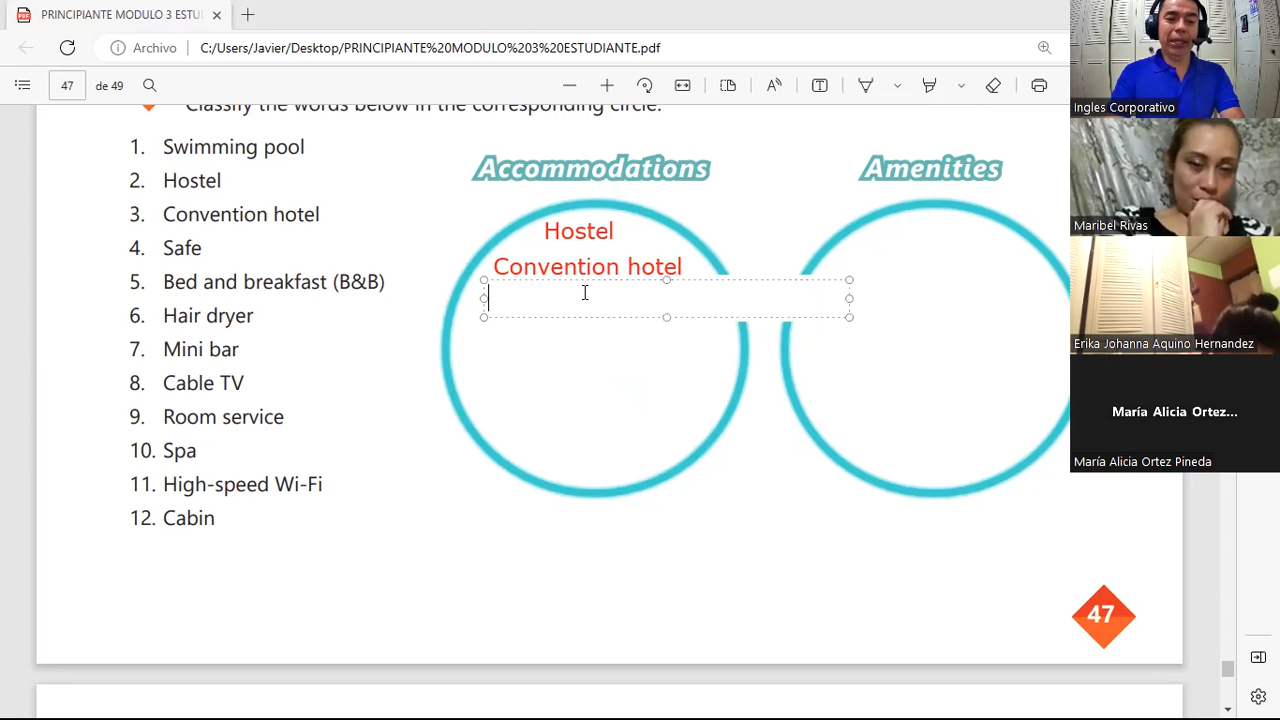 PRINCIPIANTE MODULO 3 ESTU
Archivo
C:/Users/Javier/Desktop/PRINCIPIANTE%20MODULO%203%20ESTUDIANTE.pdf
47
de 49
Classify the words below in the corresponding circle.
1. Swimming pool
2. Hostel
3. Convention hotel
4. Safe
5. Bed and breakfast (B&B)
6. Hair dryer
7. Mini bar
8. Cable TV
9. Room service
10. Spa
11. High-speed Wi-Fi
12. Cabin
Accommodations
Hostel
Convention hotel
Amenities
47
Ingles Corporativo
Maribel Rivas
Erika Johanna Aquino Hernandez
María Alicia Ortez...
María Alicia Ortez Pineda